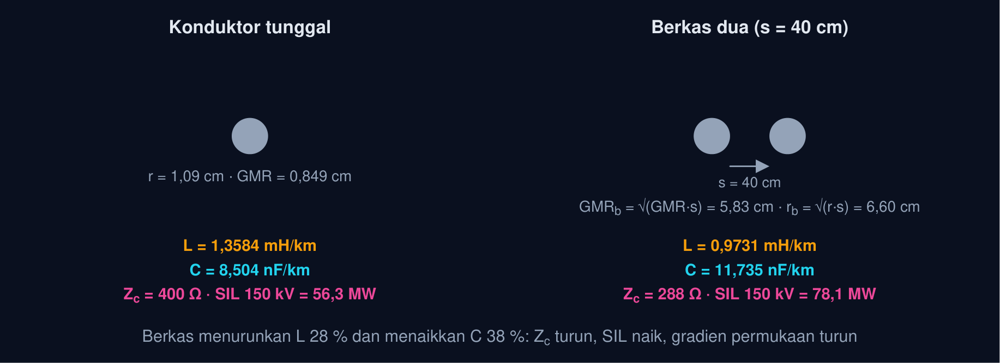 Konduktor tunggal
r = 1,09 cm · GMR = 0,849 cm
L = 1,3584 mH/km
C = 8,504 nF/km
Zc = 400 Ω · SIL 150 kV = 56,3 MW
Berkas dua (s = 40 cm)
s = 40 cm
GMRb = √(GMR·s) = 5,83 cm · rb = √(r·s) = 6,60 cm
L = 0,9731 mH/km
C = 11,735 nF/km
Zc = 288 Ω · SIL 150 kV = 78,1 MW
Berkas menurunkan L 28 % dan menaikkan C 38 %: Zc turun, SIL naik, gradien permukaan turun